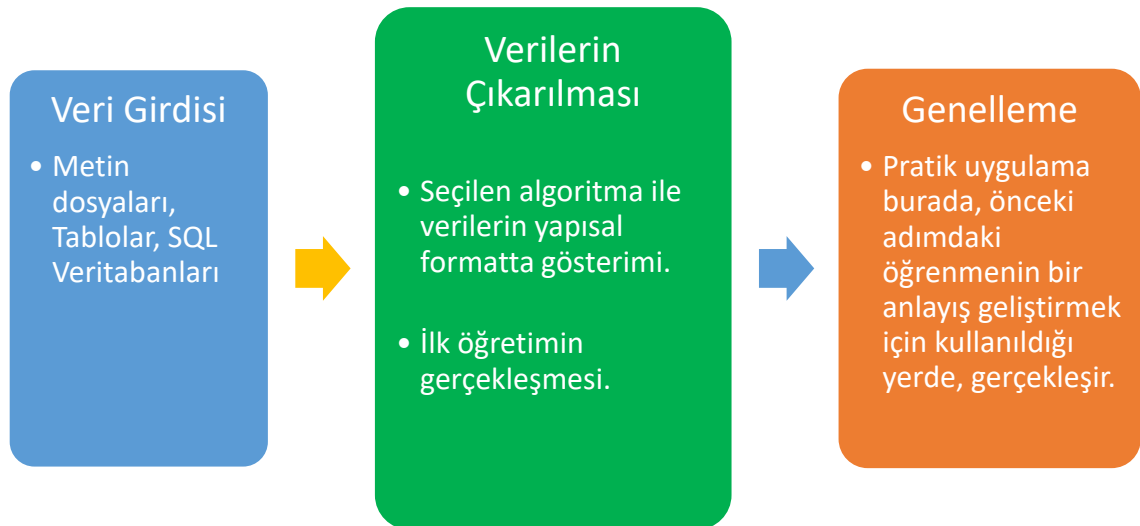 Veri Girdisi
• Metin
dosyaları,
Tablolar, SQL
Veritabanları
Verilerin
Çıkarılması
• Seçilen algoritma ile
verilerin yapısal
formatta gösterimi.
• İlk öğretimin
gerçekleşmesi.
Genelleme
• Pratik uygulama
burada, önceki
adımdaki
öğrenmenin bir
anlayış geliştirmek
için kullanıldığı
yerde, gerçekleşir.